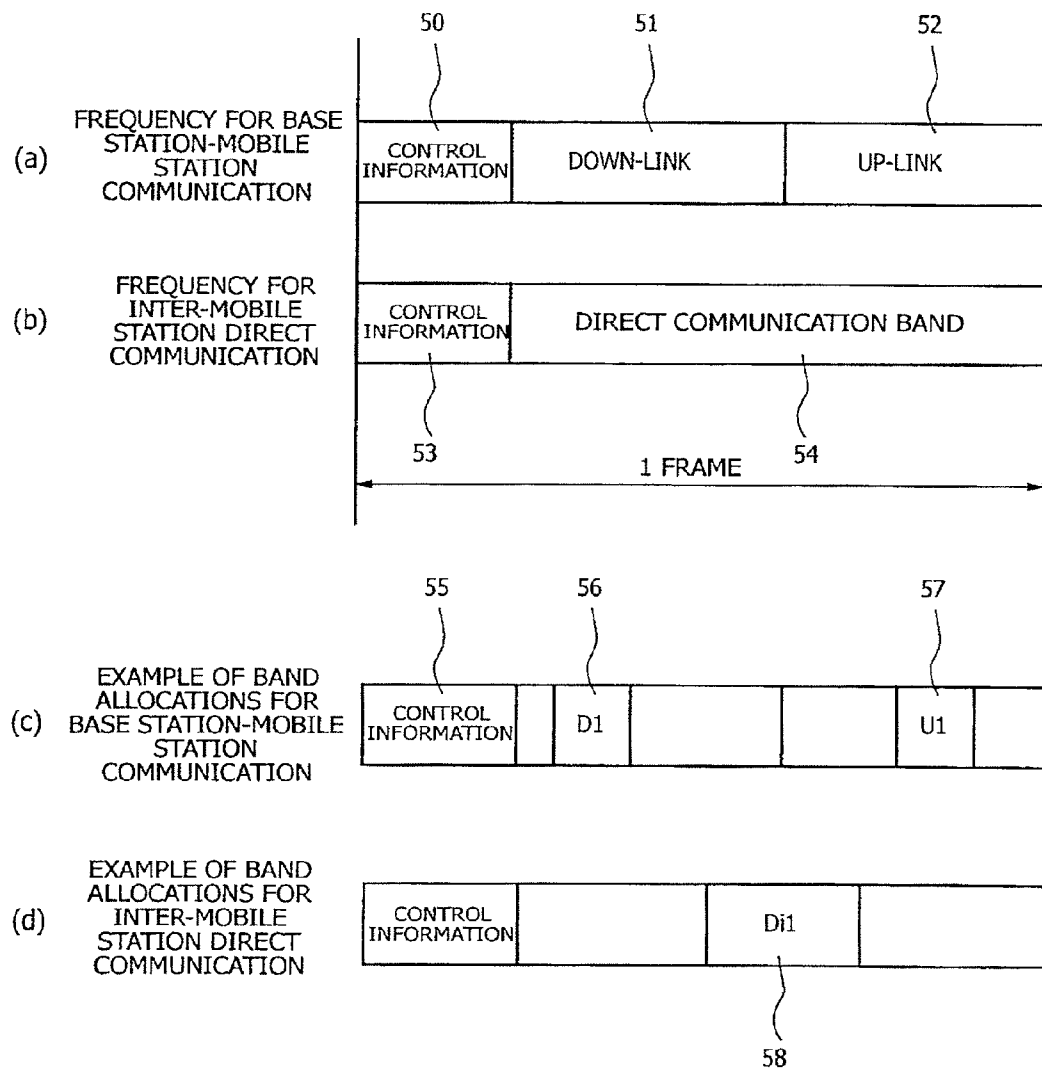 50
51
52
(a)
FREQUENCY FOR BASE
STATION-MOBILE
STATION
COMMUNICATION
CONTROL
INFORMATION
DOWN-LINK
UP-LINK
(b)
FREQUENCY FOR
INTER-MOBILE
STATION DIRECT
COMMUNICATION
CONTROL
INFORMATION
DIRECT COMMUNICATION BAND
53
54
1 FRAME
55
56
57
(c)
EXAMPLE OF BAND
ALLOCATIONS FOR
BASE STATION-MOBILE
STATION
COMMUNICATION
CONTROL
INFORMATION
D1
U1
(d)
EXAMPLE OF BAND
ALLOCATIONS FOR
INTER-MOBILE
STATION DIRECT
COMMUNICATION
CONTROL
INFORMATION
Di1
58